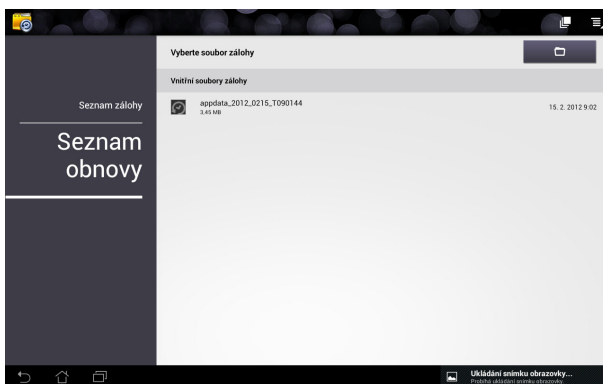 Vyberte soubor zálohy
Vnitřní soubory zálohy
Seznam zálohy
Seznam
obnovy
appdata_2012_0215_T090144
3,45 MB
15. 2. 2012 9:02
Ukládání snímku obrazovky...
Probíhá ukládání snímku obrazovky.